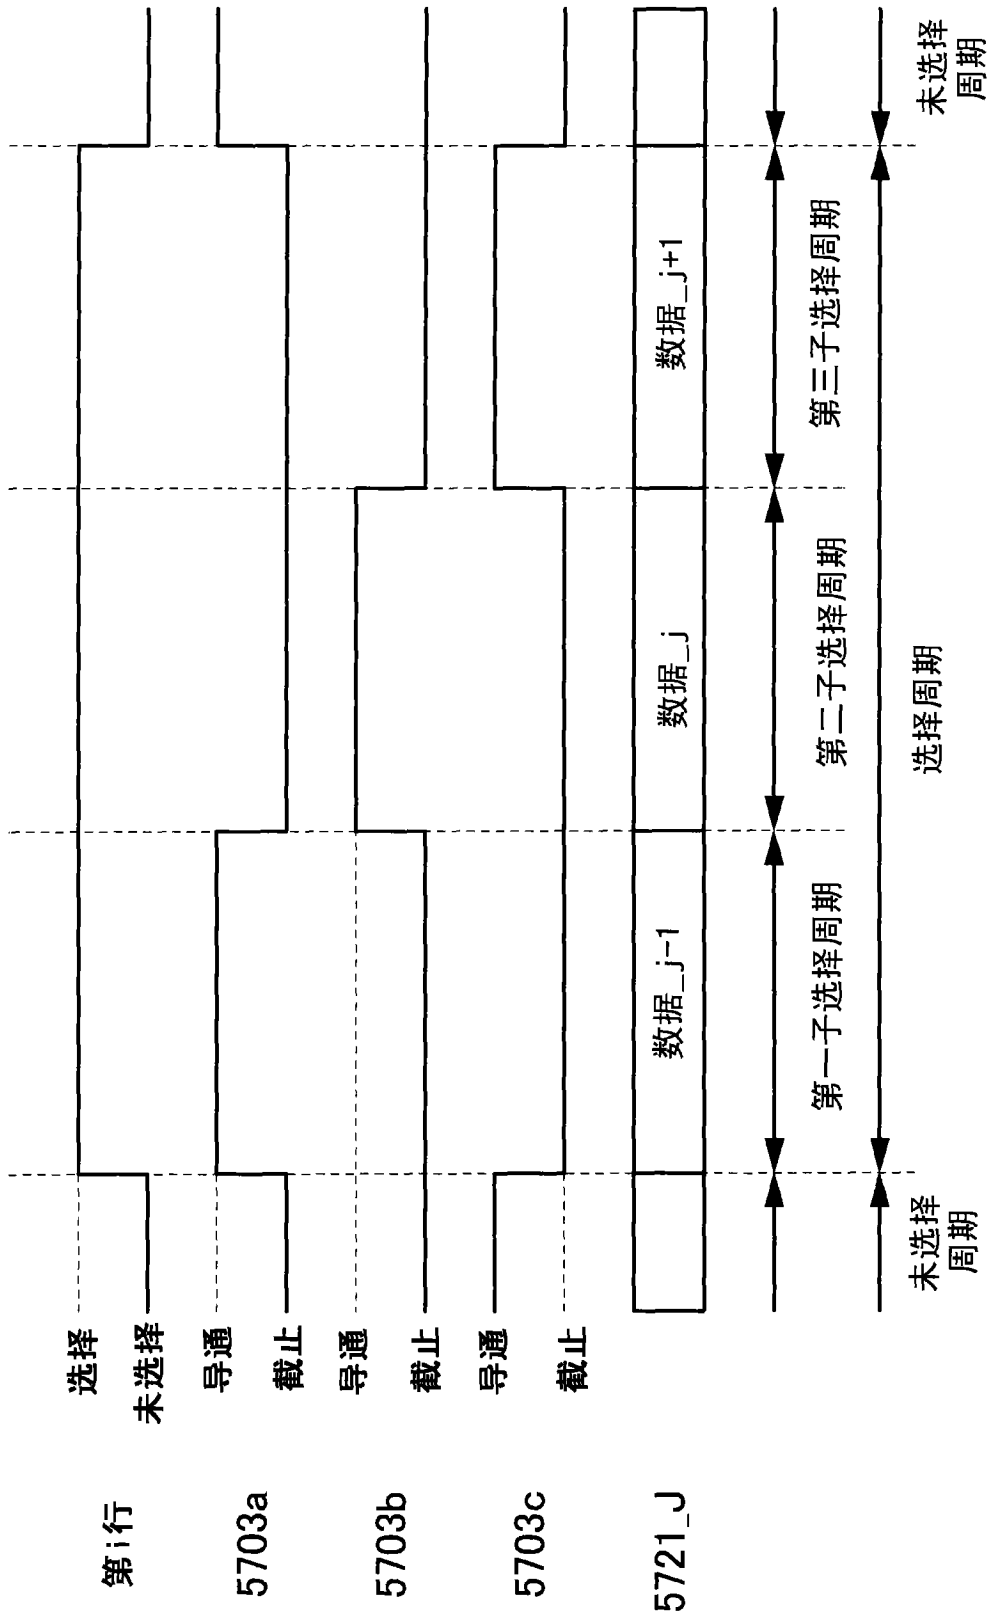 第i行
选择
未选择
5703a
导通
截止
5703b
导通
截止
5703c
导通
截止
5721_J
数据_j-1
数据_j
数据_j+1
第一子选择周期
第二子选择周期
第三子选择周期
未选择
周期
选择周期
未选择
周期